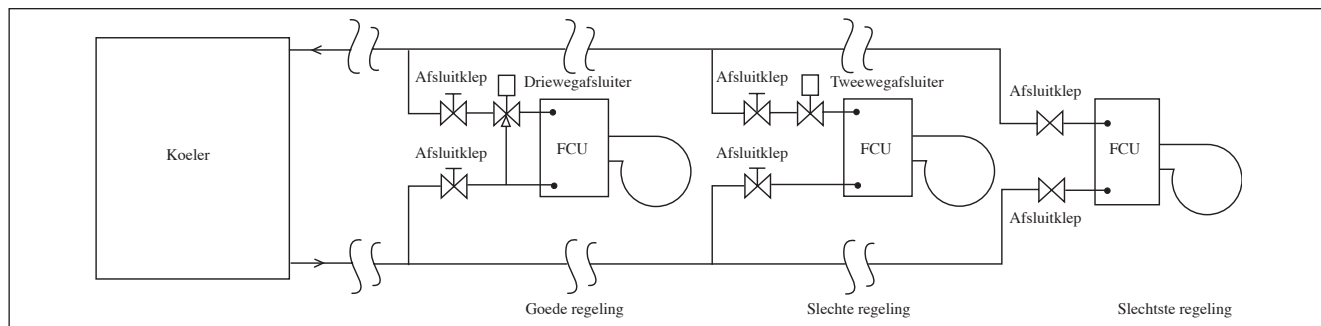 Koeler
Afsluitklep
Driewegafsluiter
Afsluitklep
FCU
Afsluitklep
Tweewegafsluiter
Afsluitklep
FCU
Afsluitklep
FCU
Afsluitklep
Goede regeling
Slechte regeling
Slechtste regeling